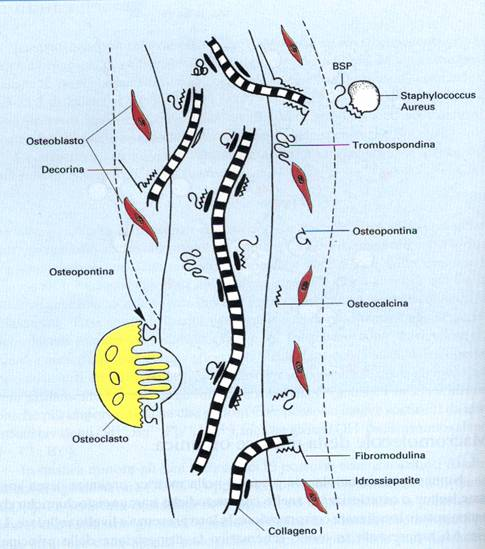 BSP
Staphylococcus
Aureus
Osteoblasto
Trombospondina
Decorina
Osteopontina
Osteopontina
Osteocalcina
Osteoclasto
Fibromodulina
Idrossiapatite
Collageno I